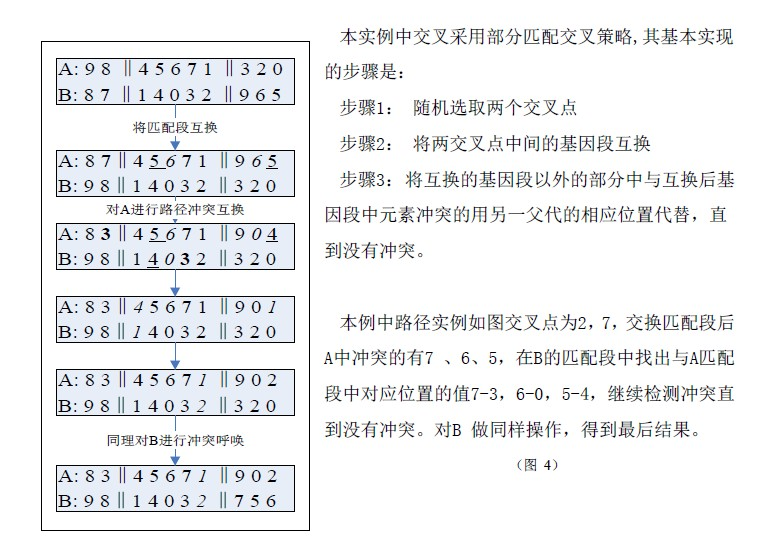 A: 9 8 ‖ 4 5 6 7 1 ‖ 3 2 0
B: 8 7 ‖ 1 4 0 3 2 ‖ 9 6 5
将匹配段互换
A: 8 7 ‖ 4 5 6 7 1 ‖ 9 6 5
B: 9 8 ‖ 1 4 0 3 2 ‖ 3 2 0
对A进行路径冲突互换
A: 8 3 ‖ 4 5 6 7 1 ‖ 9 0 4
B: 9 8 ‖ 1 4 0 3 2 ‖ 3 2 0
A: 8 3 ‖ 4 5 6 7 1 ‖ 9 0 1
B: 9 8 ‖ 1 4 0 3 2 ‖ 3 2 0
A: 8 3 ‖ 4 5 6 7 1 ‖ 9 0 2
B: 9 8 ‖ 1 4 0 3 2 ‖ 3 2 0
同理对B进行冲突呼唤
A: 8 3 ‖ 4 5 6 7 1 ‖ 9 0 2
B: 9 8 ‖ 1 4 0 3 2 ‖ 7 5 6
本实例中交叉采用部分匹配交叉策略,其基本实现
的步骤是：
步骤1： 随机选取两个交叉点
步骤2： 将两交叉点中间的基因段互换
步骤3：将互换的基因段以外的部分中与互换后基
因段中元素冲突的用另一父代的相应位置代替，直
到没有冲突。
本例中路径实例如图交叉点为2，7，交换匹配段后
A中冲突的有7 、6、5，在B的匹配段中找出与A匹配
段中对应位置的值7-3，6-0，5-4，继续检测冲突直
到没有冲突。对B 做同样操作，得到最后结果。
（图 4）